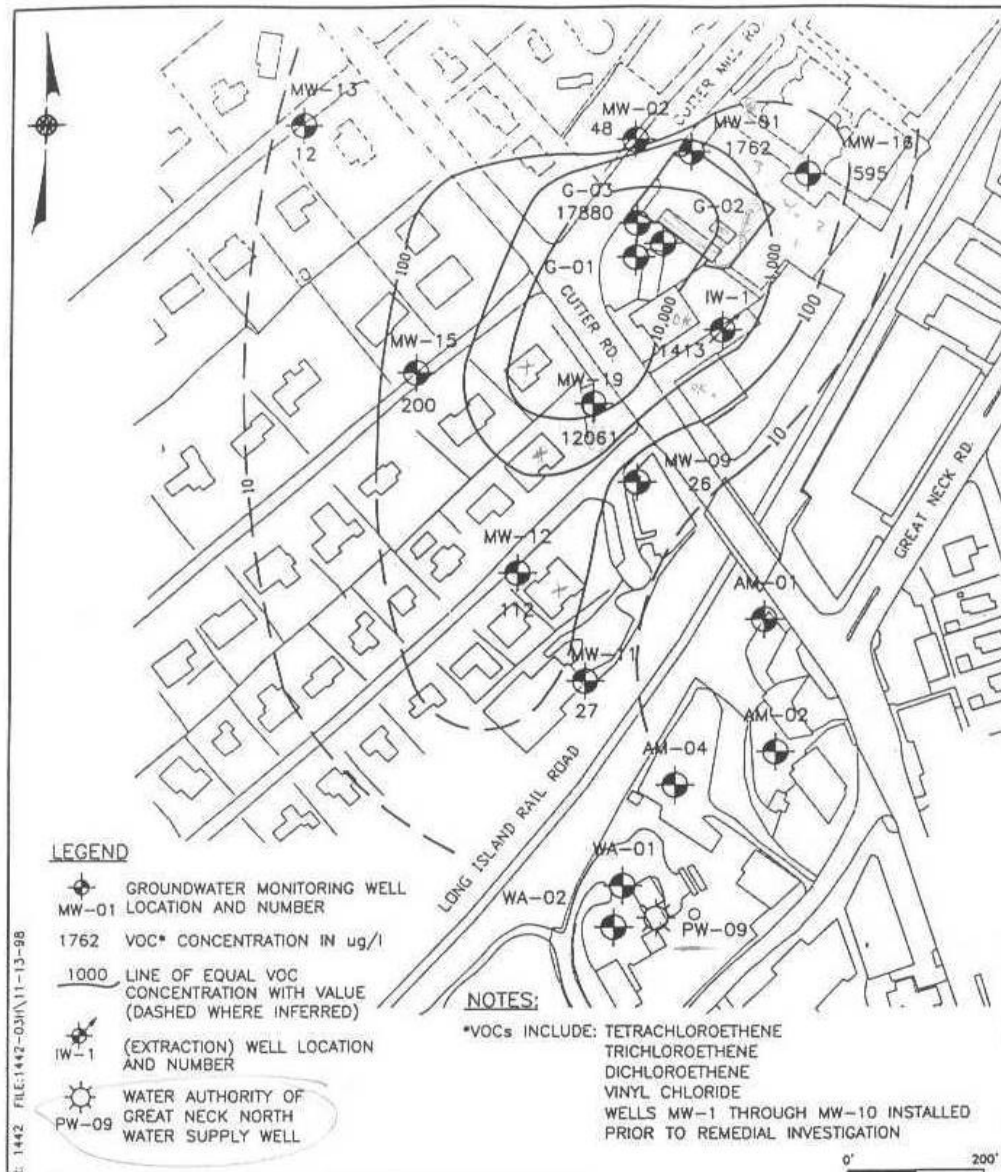 CUTTER MILL RD
MW-13
12
MW-02
48
MW-01
1762
MW-16
595
G-03
17880
G-02
G-01
100
1,000
IW-1
OK
100
CUTTER RD.
10,000
1413
MW-15
200
MW-19
12061
OK
10
10
MW-09
26
GREAT NECK RD.
MW-12
112
AM-01
MW-11
27
AM-02
AM-04
LONG ISLAND RAIL ROAD
WA-01
WA-02
PW-09
LEGEND
MW-01 GROUNDWATER MONITORING WELL
LOCATION AND NUMBER
1762 VOC* CONCENTRATION IN ug/l
1000 LINE OF EQUAL VOC
CONCENTRATION WITH VALUE
(DASHED WHERE INFERRED)
IW-1 (EXTRACTION) WELL LOCATION
AND NUMBER
PW-09 WATER AUTHORITY OF
GREAT NECK NORTH
WATER SUPPLY WELL
NOTES:
*VOCs INCLUDE: TETRACHLOROETHENE
TRICHLOROETHENE
DICHLOROETHENE
VINYL CHLORIDE
WELLS MW-1 THROUGH MW-10 INSTALLED
PRIOR TO REMEDIAL INVESTIGATION
0' 200'
1442 FILE:1442-03H\11-13-98